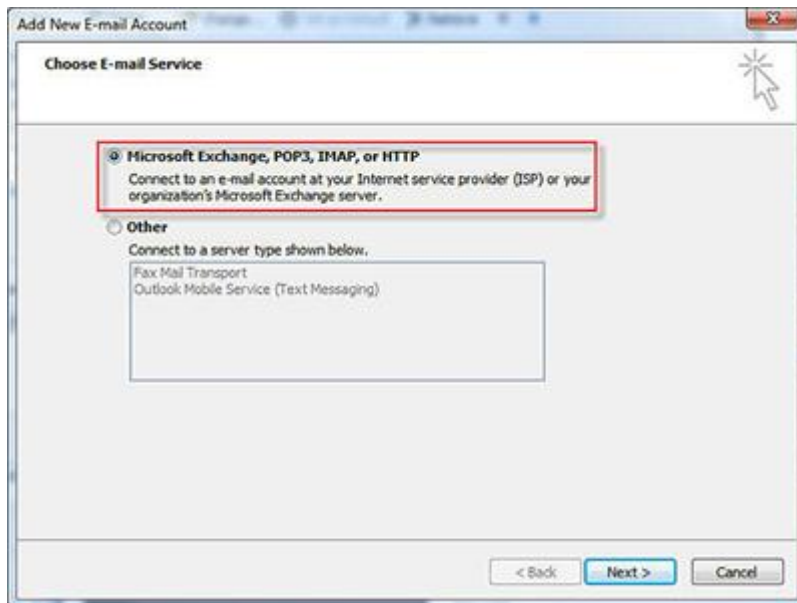 Add New E-mail Account
Choose E-mail Service
Microsoft Exchange, POP3, IMAP, or HTTP
Connect to an e-mail account at your Internet service provider (ISP) or your
organization's Microsoft Exchange server.
Other
Connect to a server type shown below.
Fax Mail Transport
Outlook Mobile Service (Text Messaging)
< Back Next > Cancel